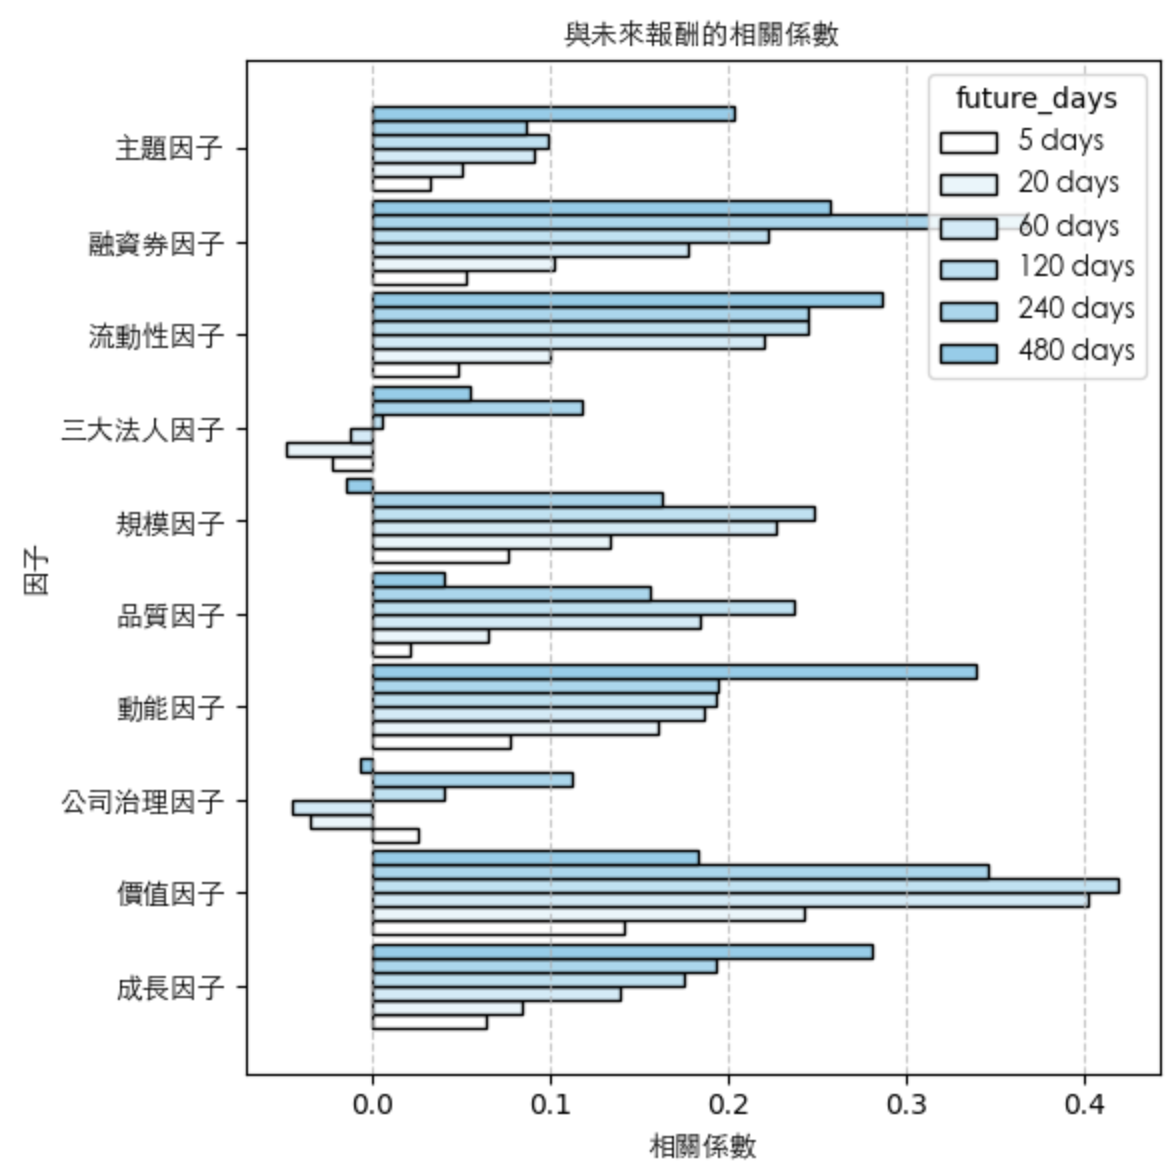 與未來報酬的相關係數
future_days
5 days
20 days
60 days
120 days
240 days
480 days
主題因子
融資券因子
流動性因子
三大法人因子
規模因子
品質因子
動能因子
公司治理因子
價值因子
成長因子
因子
0.0 0.1 0.2 0.3 0.4
相關係數